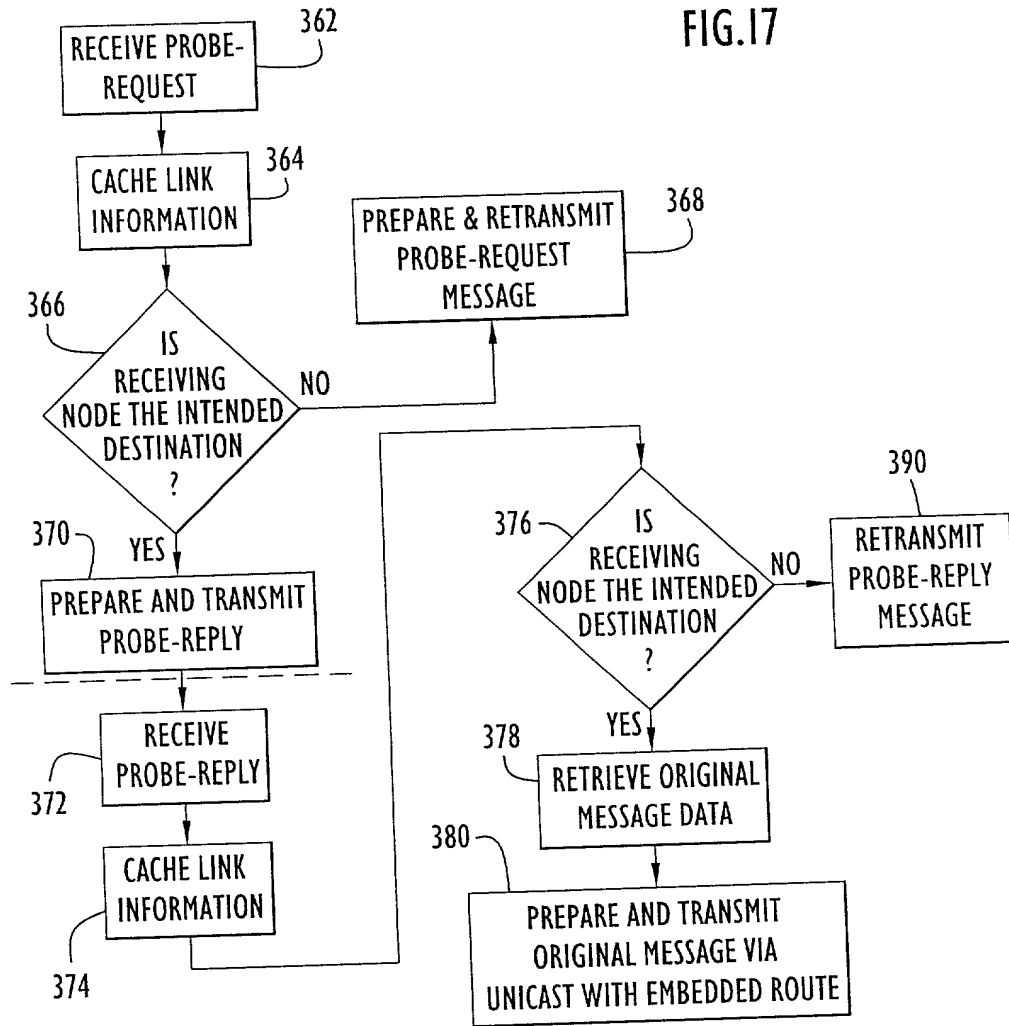 FIG.17
362
RECEIVE PROBE-
REQUEST
364
CACHE LINK
INFORMATION
368
PREPARE & RETRANSMIT
PROBE-REQUEST
MESSAGE
366
IS
RECEIVING
NODE THE INTENDED
DESTINATION
?
NO
YES
370
PREPARE AND TRANSMIT
PROBE-REPLY
RECEIVE
PROBE-REPLY
372
CACHE LINK
INFORMATION
374
376
IS
RECEIVING
NODE THE INTENDED
DESTINATION
?
NO
390
RETRANSMIT
PROBE-REPLY
MESSAGE
YES
378
RETRIEVE ORIGINAL
MESSAGE DATA
380
PREPARE AND TRANSMIT
ORIGINAL MESSAGE VIA
UNICAST WITH EMBEDDED ROUTE